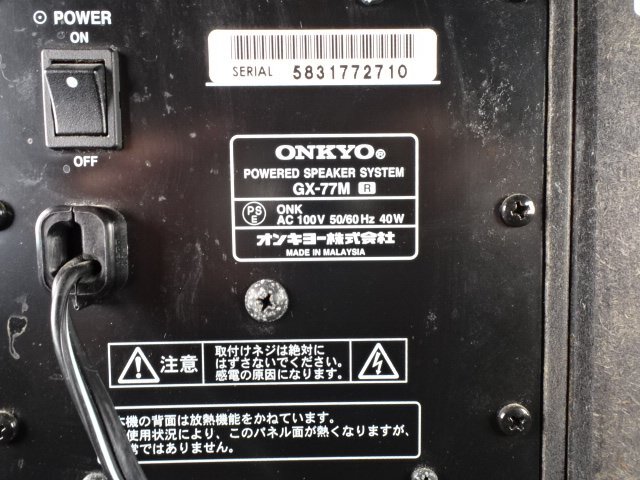 POWER
ON
OFF
SERIAL 5831772710
ONKYO®
POWERED SPEAKER SYSTEM
GX-77M R
PS E ONK
AC 100V 50/60Hz 40W
オンキヨー株式会社
MADE IN MALAYSIA
注意
取付けネジは絶対に
はずさないでください。
感電の原因になります。
機の背面は放熱機能をかねています。
使用状況により、このパネル面が熱くなりますが、
常ではありません。